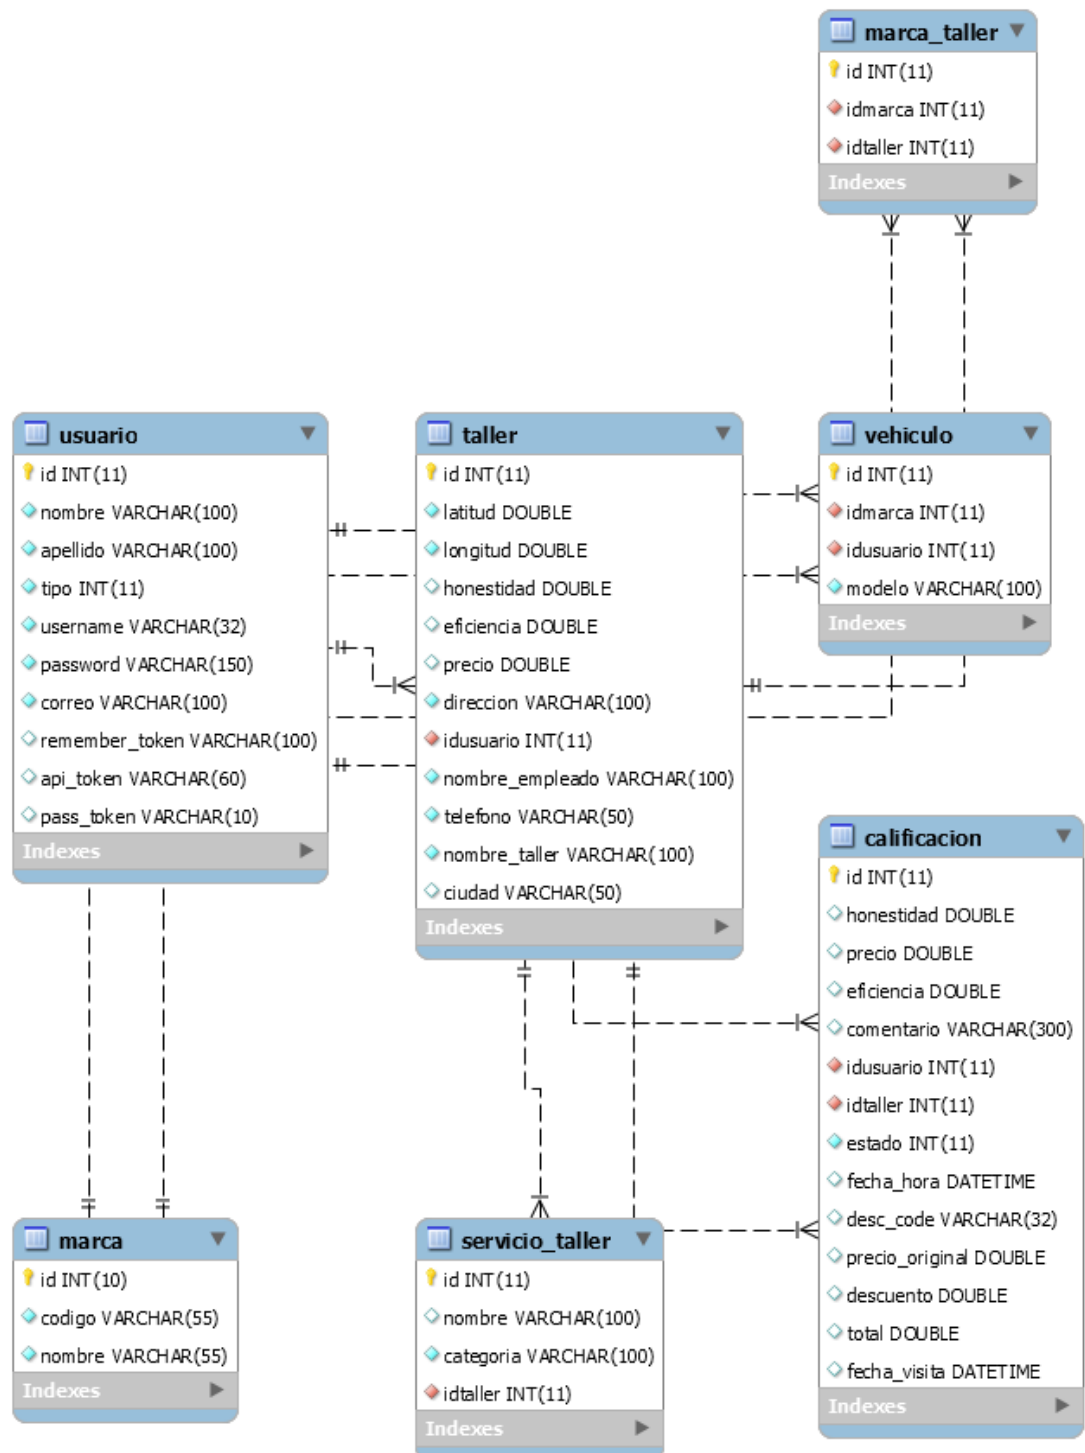 marca_taller
id INT(11)
idmarca INT(11)
idtaller INT(11)
Indexes
usuario
id INT(11)
nombre VARCHAR(100)
apellido VARCHAR(100)
tipo INT(11)
username VARCHAR(32)
password VARCHAR(150)
correo VARCHAR(100)
remember_token VARCHAR(100)
api_token VARCHAR(60)
pass_token VARCHAR(10)
Indexes
taller
id INT(11)
latitud DOUBLE
longitud DOUBLE
honestidad DOUBLE
eficiencia DOUBLE
precio DOUBLE
direccion VARCHAR(100)
idusuario INT(11)
nombre_empleado VARCHAR(100)
telefono VARCHAR(50)
nombre_taller VARCHAR(100)
ciudad VARCHAR(50)
Indexes
vehiculo
id INT(11)
idmarca INT(11)
idusuario INT(11)
modelo VARCHAR(100)
Indexes
calificacion
id INT(11)
honestidad DOUBLE
precio DOUBLE
eficiencia DOUBLE
comentario VARCHAR(300)
idusuario INT(11)
idtaller INT(11)
estado INT(11)
fecha_hora DATETIME
desc_code VARCHAR(32)
precio_original DOUBLE
descuento DOUBLE
total DOUBLE
fecha_visita DATETIME
Indexes
marca
id INT(10)
codigo VARCHAR(55)
nombre VARCHAR(55)
Indexes
servicio_taller
id INT(11)
nombre VARCHAR(100)
categoria VARCHAR(100)
idtaller INT(11)
Indexes